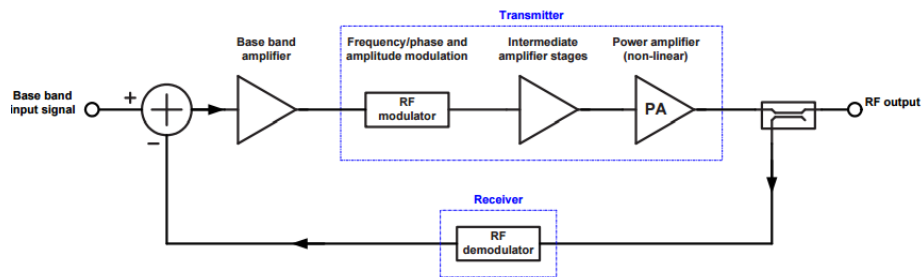 Transmitter
Base band
amplifier
Frequency/phase and
amplitude modulation
Intermediate
amplifier stages
Power amplifier
(non-linear)
Base band
input signal
+
−
RF
modulator
PA
RF output
Receiver
RF
demodulator